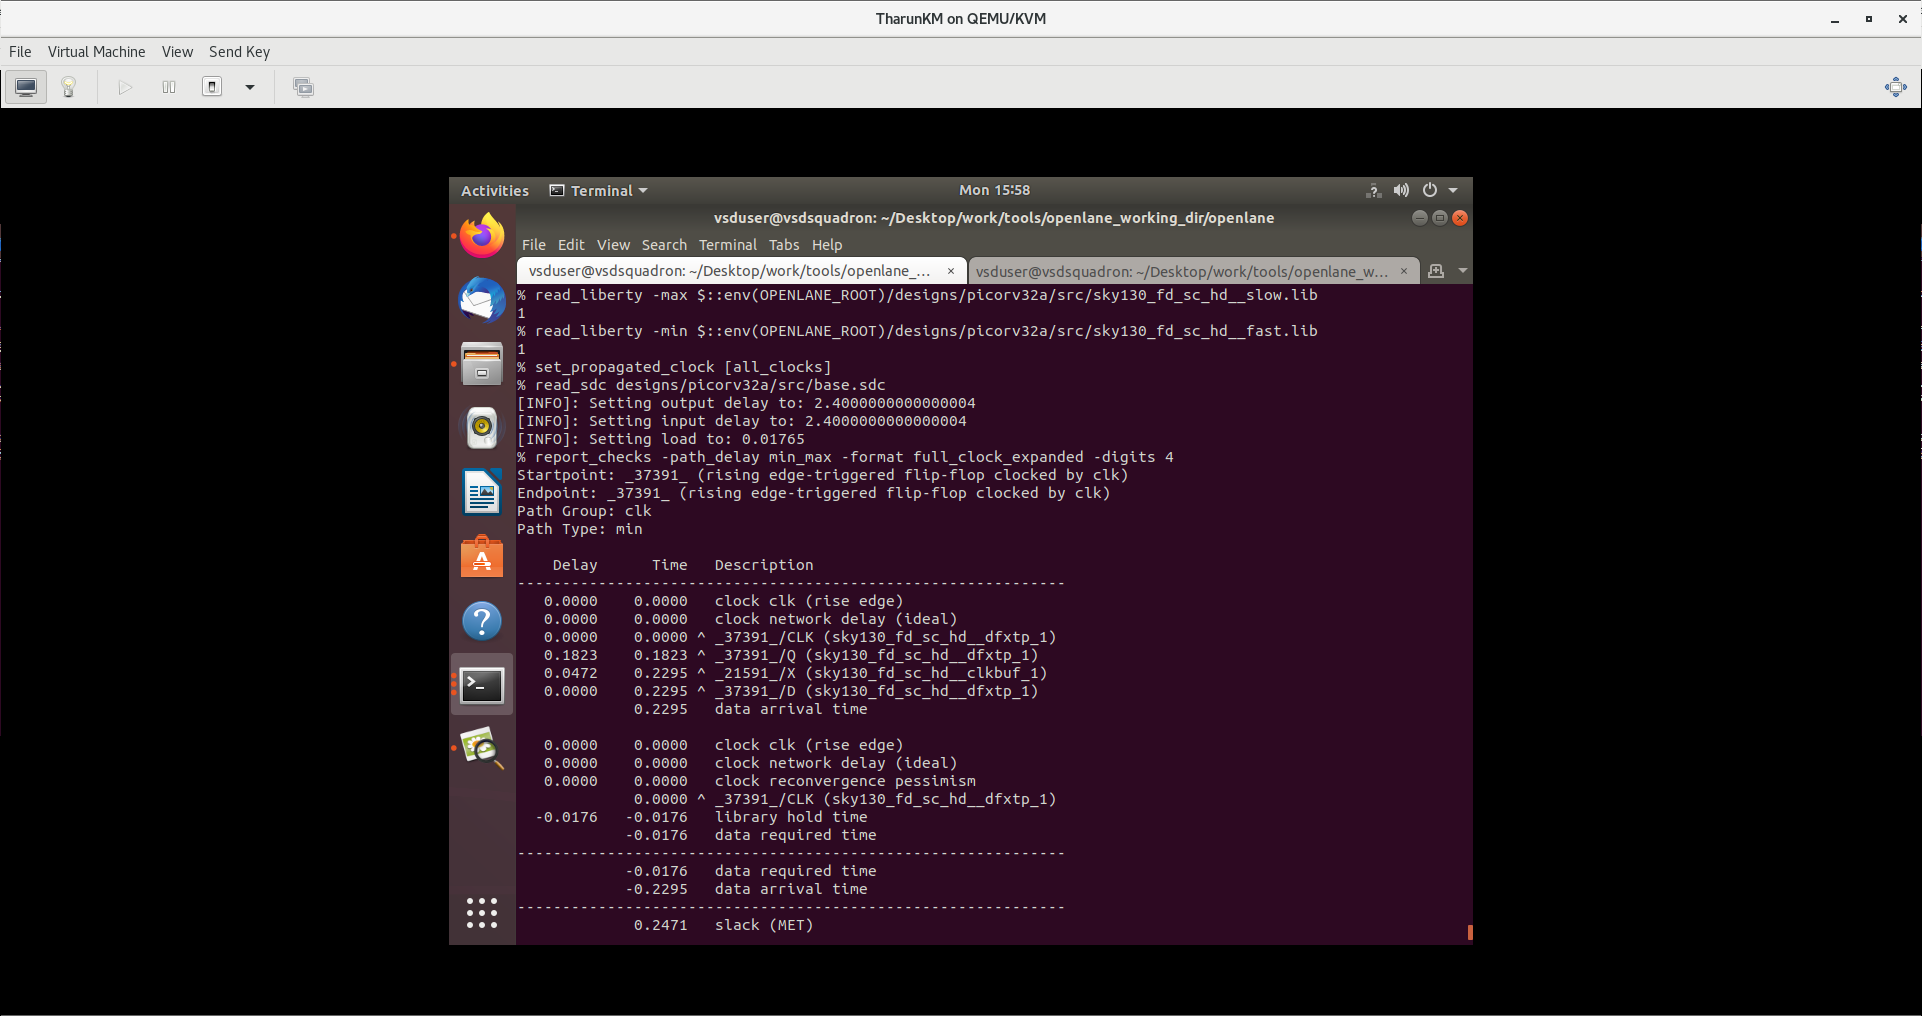 TharunKM on QEMU/KVM
File Virtual Machine View Send Key
Activities Terminal Mon 15:58
vsduser@vsdsquadron: ~/Desktop/work/tools/openlane_working_dir/openlane
File Edit View Search Terminal Tabs Help
vsduser@vsdsquadron: ~/Desktop/work/tools/openlane_... × vsduser@vsdsquadron: ~/Desktop/work/tools/openlane_w... ×
% read_liberty -max $::env(OPENLANE_ROOT)/designs/picorv32a/src/sky130_fd_sc_hd__slow.lib
1
% read_liberty -min $::env(OPENLANE_ROOT)/designs/picorv32a/src/sky130_fd_sc_hd__fast.lib
1
% set_propagated_clock [all_clocks]
% read_sdc designs/picorv32a/src/base.sdc
[INFO]: Setting output delay to: 2.4000000000000004
[INFO]: Setting input delay to: 2.4000000000000004
[INFO]: Setting load to: 0.01765
% report_checks -path_delay min_max -format full_clock_expanded -digits 4
Startpoint: _37391_ (rising edge-triggered flip-flop clocked by clk)
Endpoint: _37391_ (rising edge-triggered flip-flop clocked by clk)
Path Group: clk
Path Type: min
Delay Time Description
-------------------------------------------------------------
0.0000 0.0000 clock clk (rise edge)
0.0000 0.0000 clock network delay (ideal)
0.0000 0.0000 ^ _37391_/CLK (sky130_fd_sc_hd__dfxtp_1)
0.1823 0.1823 ^ _37391_/Q (sky130_fd_sc_hd__dfxtp_1)
0.0472 0.2295 ^ _21591_/X (sky130_fd_sc_hd__clkbuf_1)
0.0000 0.2295 ^ _37391_/D (sky130_fd_sc_hd__dfxtp_1)
0.2295 data arrival time
0.0000 0.0000 clock clk (rise edge)
0.0000 0.0000 clock network delay (ideal)
0.0000 0.0000 clock reconvergence pessimism
0.0000 ^ _37391_/CLK (sky130_fd_sc_hd__dfxtp_1)
-0.0176 -0.0176 library hold time
-0.0176 data required time
-------------------------------------------------------------
-0.0176 data required time
-0.2295 data arrival time
-------------------------------------------------------------
0.2471 slack (MET)